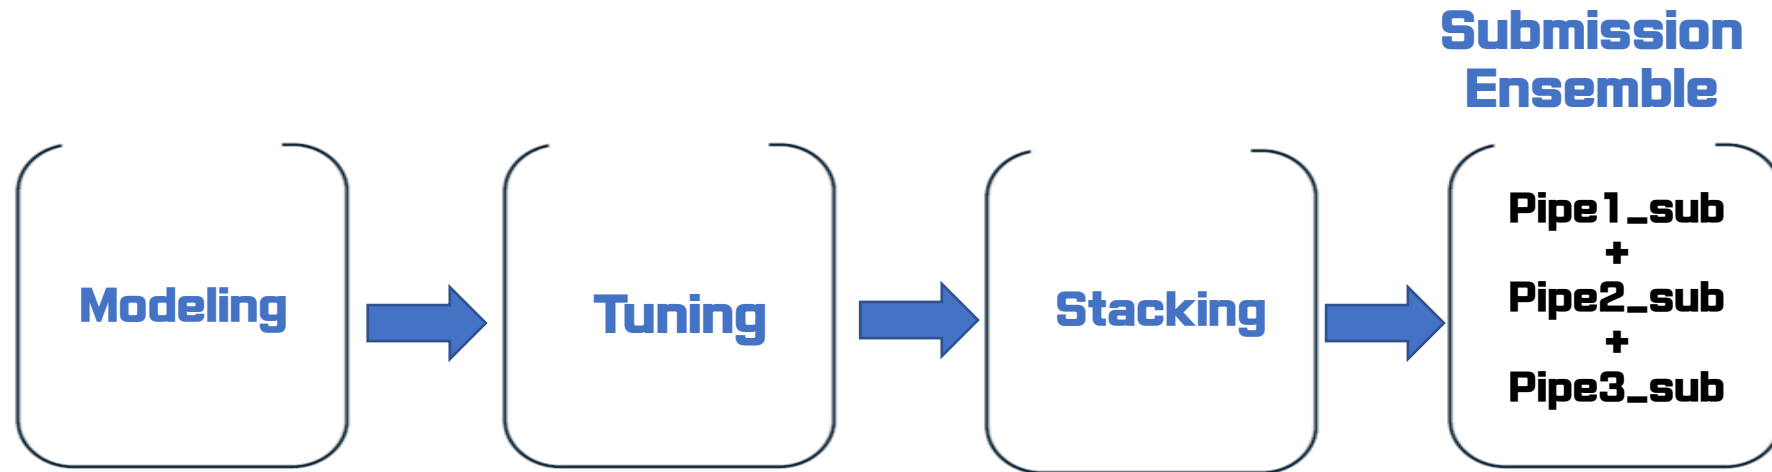 Submission
Ensemble
Modeling
Tuning
Stacking
Pipe1_sub
+
Pipe2_sub
+
Pipe3_sub